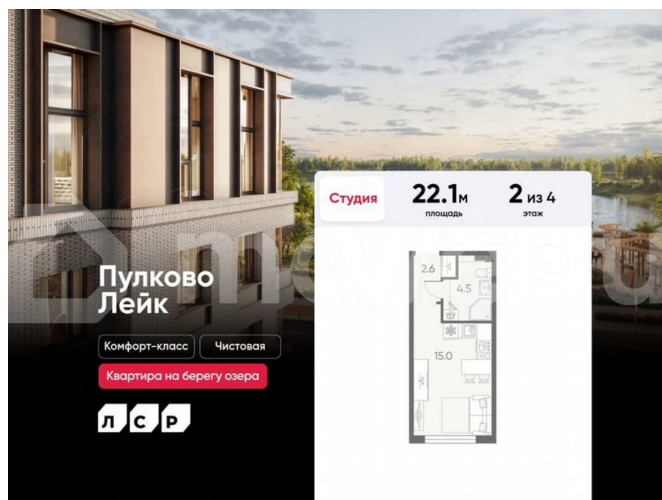 Студия
22.1м
площадь
2 из 4
этаж
Пулково
Лейк
Комфорт-класс
Чистовая
Квартира на берегу озера
ЛСР
2.6
4.5
15.0